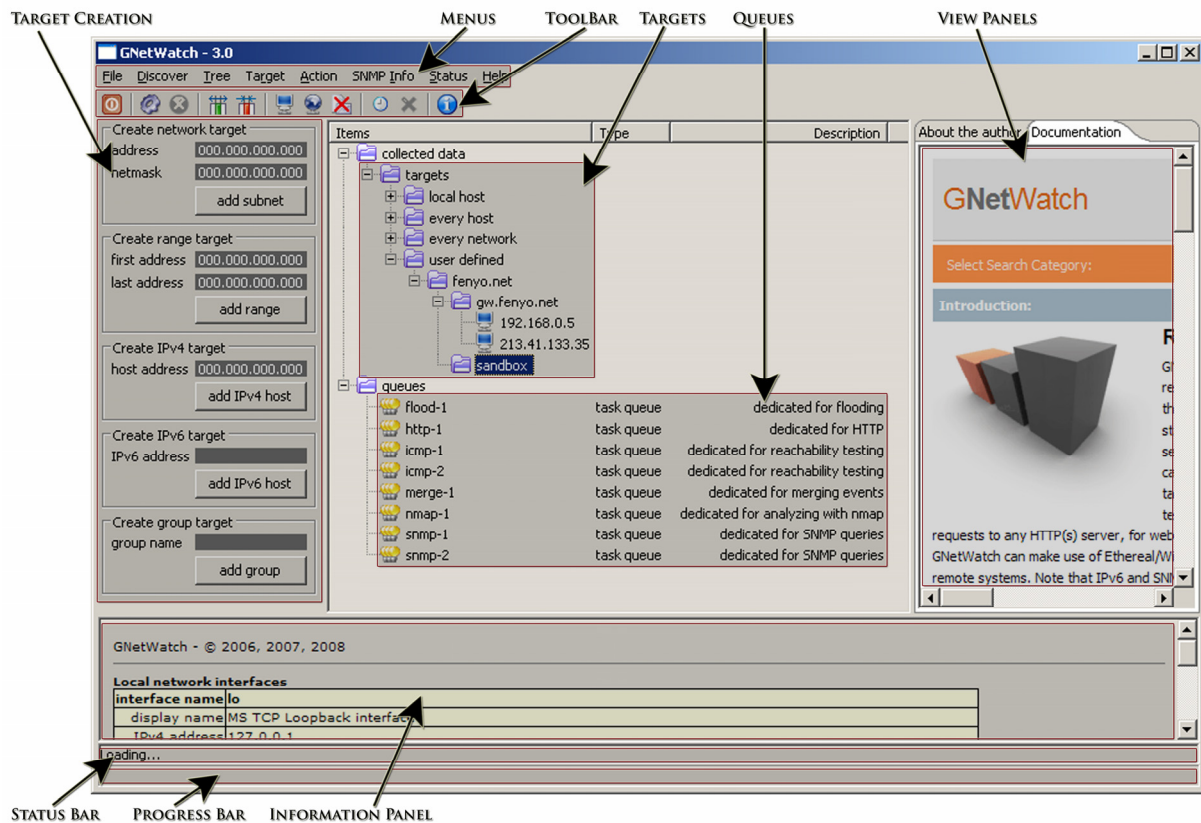 TARGET CREATION
MENUS
TOOLBAR
TARGETS
QUEUES
VIEW PANELS
GNetWatch - 3.0
File Discover Tree Target Action SNMP Info Status Help
Create network target
address 000.000.000.000
netmask 000.000.000.000
add subnet
Create range target
first address 000.000.000.000
last address 000.000.000.000
add range
Create IPv4 target
host address 000.000.000.000
add IPv4 host
Create IPv6 target
IPv6 address
add IPv6 host
Create group target
group name
add group
Items Type Description
collected data
targets
local host
every host
every network
user defined
fenyo.net
gw.fenyo.net
192.168.0.5
213.41.133.35
sandbox
queues
flood-1 task queue dedicated for flooding
http-1 task queue dedicated for HTTP
icmp-1 task queue dedicated for reachability testing
icmp-2 task queue dedicated for reachability testing
merge-1 task queue dedicated for merging events
nmap-1 task queue dedicated for analyzing with nmap
snmp-1 task queue dedicated for SNMP queries
snmp-2 task queue dedicated for SNMP queries
About the author Documentation
GNetWatch
Select Search Category:
Introduction:
requests to any HTTP(s) server, for web
GNetWatch can make use of Ethereal/Wi
remote systems. Note that IPv6 and SN
GNetWatch - © 2006, 2007, 2008
Local network interfaces
interface name lo
display name MS TCP Loopback interface
IPv4 address 127.0.0.1
Loading...
STATUS BAR
PROGRESS BAR
INFORMATION PANEL